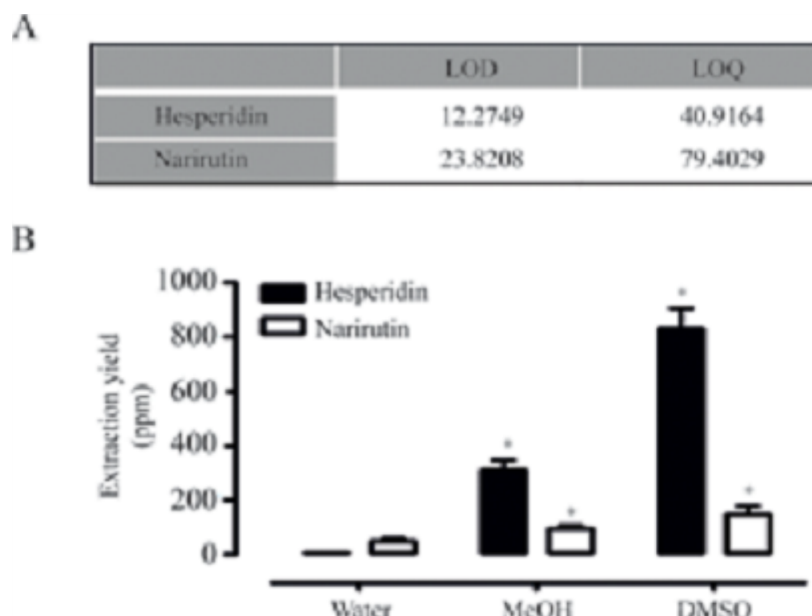 A
LOD LOQ
Hesperidin 12.2749 40.9164
Narirutin 23.8208 79.4029
B
Extraction yield
(ppm)
1000
800
600
400
200
0
Hesperidin
Narirutin
*
*
*
*
Water MeOH DMSO